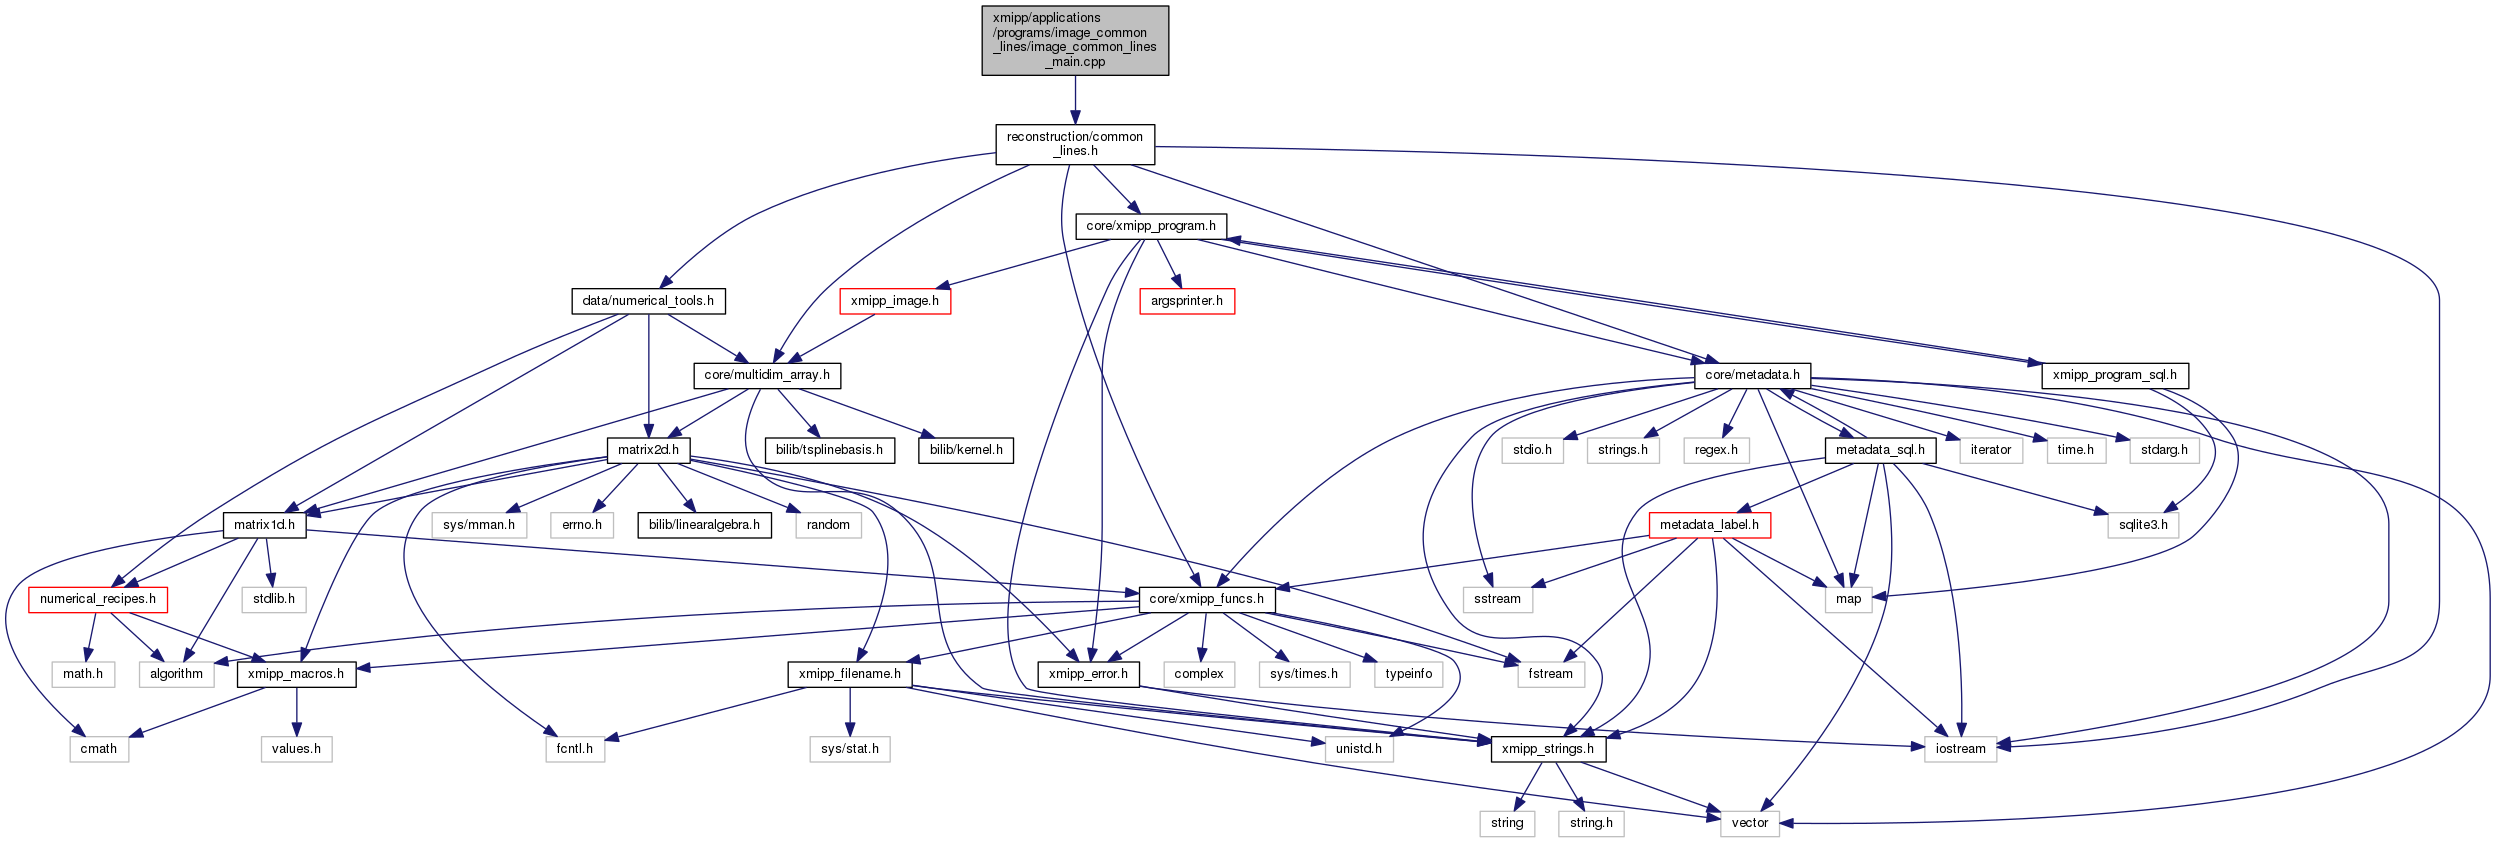 xmipp/applications
/programs/image_common
_lines/image_common_lines
_main.cpp
reconstruction/common
_lines.h
core/xmipp_program.h
data/numerical_tools.h
xmipp_image.h
argsprinter.h
core/multidim_array.h
core/metadata.h
xmipp_program_sql.h
matrix2d.h
bilib/tsplinebasis.h
bilib/kernel.h
stdio.h
strings.h
regex.h
metadata_sql.h
iterator
time.h
stdarg.h
matrix1d.h
sys/mman.h
errno.h
bilib/linearalgebra.h
random
metadata_label.h
sqlite3.h
numerical_recipes.h
stdlib.h
core/xmipp_funcs.h
sstream
map
math.h
algorithm
xmipp_macros.h
xmipp_filename.h
xmipp_error.h
complex
sys/times.h
typeinfo
fstream
cmath
values.h
fcntl.h
sys/stat.h
unistd.h
xmipp_strings.h
iostream
string
string.h
vector